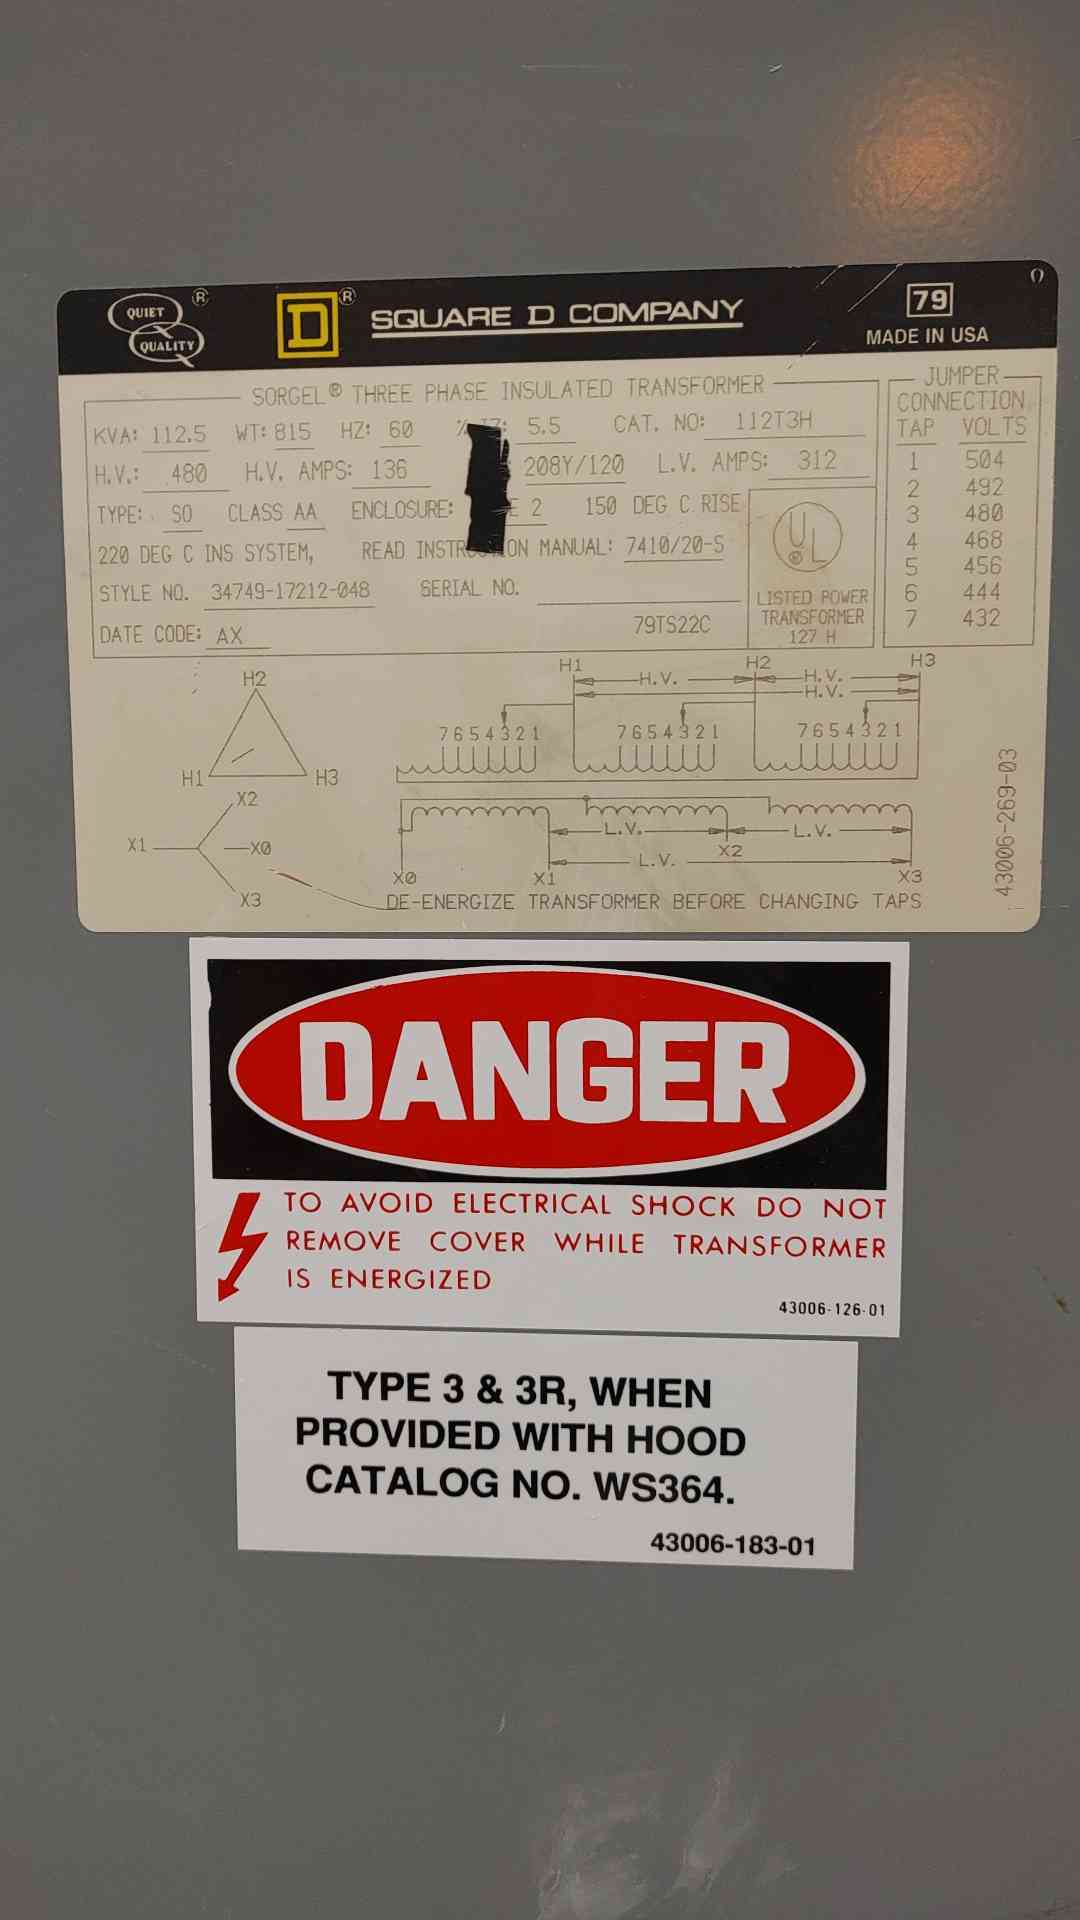 QUIET
QUALITY
®
D ®
SQUARE D COMPANY
79
MADE IN USA
SORGEL® THREE PHASE INSULATED TRANSFORMER
KVA: 112.5 WT: 815 HZ: 60 5.5 CAT. NO: 112T3H
H.V.: 480 H.V. AMPS: 136 208Y/120 L.V. AMPS: 312
TYPE: SO CLASS AA ENCLOSURE: 2 150 DEG C RISE
220 DEG C INS SYSTEM, READ MANUAL: 7410/20-S
STYLE NO. 34749-17212-048 SERIAL NO.
DATE CODE: AX 79TS22C
UL
®
LISTED POWER
TRANSFORMER
127 H
JUMPER
CONNECTION
TAP VOLTS
1 504
2 492
3 480
4 468
5 456
6 444
7 432
H2
H1 H3
X2
X1 X0
X3
H1 H2 H3
H.V. H.V.
H.V.
7 6 5 4 3 2 1 7 6 5 4 3 2 1 7 6 5 4 3 2 1
L.V. L.V.
L.V. X2
X0 X1 X3
DE-ENERGIZE TRANSFORMER BEFORE CHANGING TAPS
43006-269-03
DANGER
TO AVOID ELECTRICAL SHOCK DO NOT
REMOVE COVER WHILE TRANSFORMER
IS ENERGIZED
43006-126-01
TYPE 3 & 3R, WHEN
PROVIDED WITH HOOD
CATALOG NO. WS364.
43006-183-01